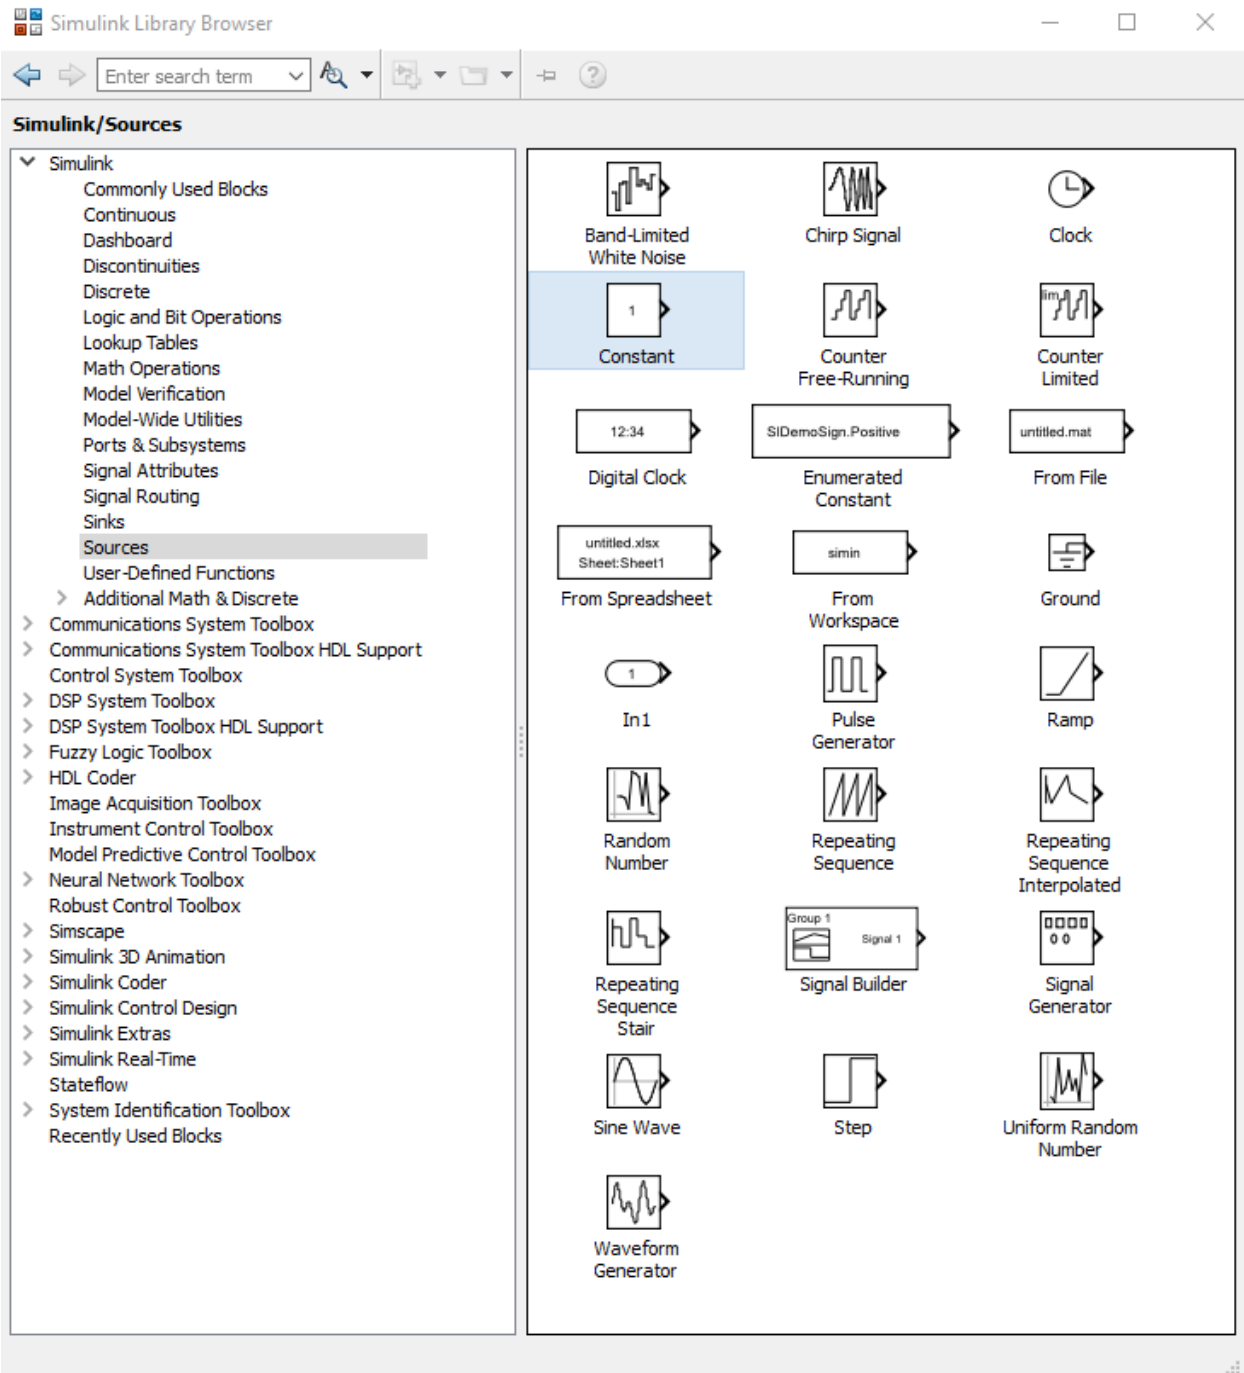 Simulink Library Browser
Enter search term
Simulink/Sources
Simulink
Commonly Used Blocks
Continuous
Dashboard
Discontinuities
Discrete
Logic and Bit Operations
Lookup Tables
Math Operations
Model Verification
Model-Wide Utilities
Ports & Subsystems
Signal Attributes
Signal Routing
Sinks
Sources
User-Defined Functions
Additional Math & Discrete
Communications System Toolbox
Communications System Toolbox HDL Support
Control System Toolbox
DSP System Toolbox
DSP System Toolbox HDL Support
Fuzzy Logic Toolbox
HDL Coder
Image Acquisition Toolbox
Instrument Control Toolbox
Model Predictive Control Toolbox
Neural Network Toolbox
Robust Control Toolbox
Simscape
Simulink 3D Animation
Simulink Coder
Simulink Control Design
Simulink Extras
Simulink Real-Time
Stateflow
System Identification Toolbox
Recently Used Blocks
Band-Limited
White Noise
Chirp Signal
Clock
1
Constant
Counter
Free-Running
lim
Counter
Limited
12:34
Digital Clock
SlDemoSign.Positive
Enumerated
Constant
untitled.mat
From File
untitled.xlsx
Sheet:Sheet1
From Spreadsheet
simin
From
Workspace
Ground
1
In1
Pulse
Generator
Ramp
Random
Number
Repeating
Sequence
Repeating
Sequence
Interpolated
Repeating
Sequence
Stair
Group 1
Signal 1
Signal Builder
Signal
Generator
Sine Wave
Step
Uniform Random
Number
Waveform
Generator